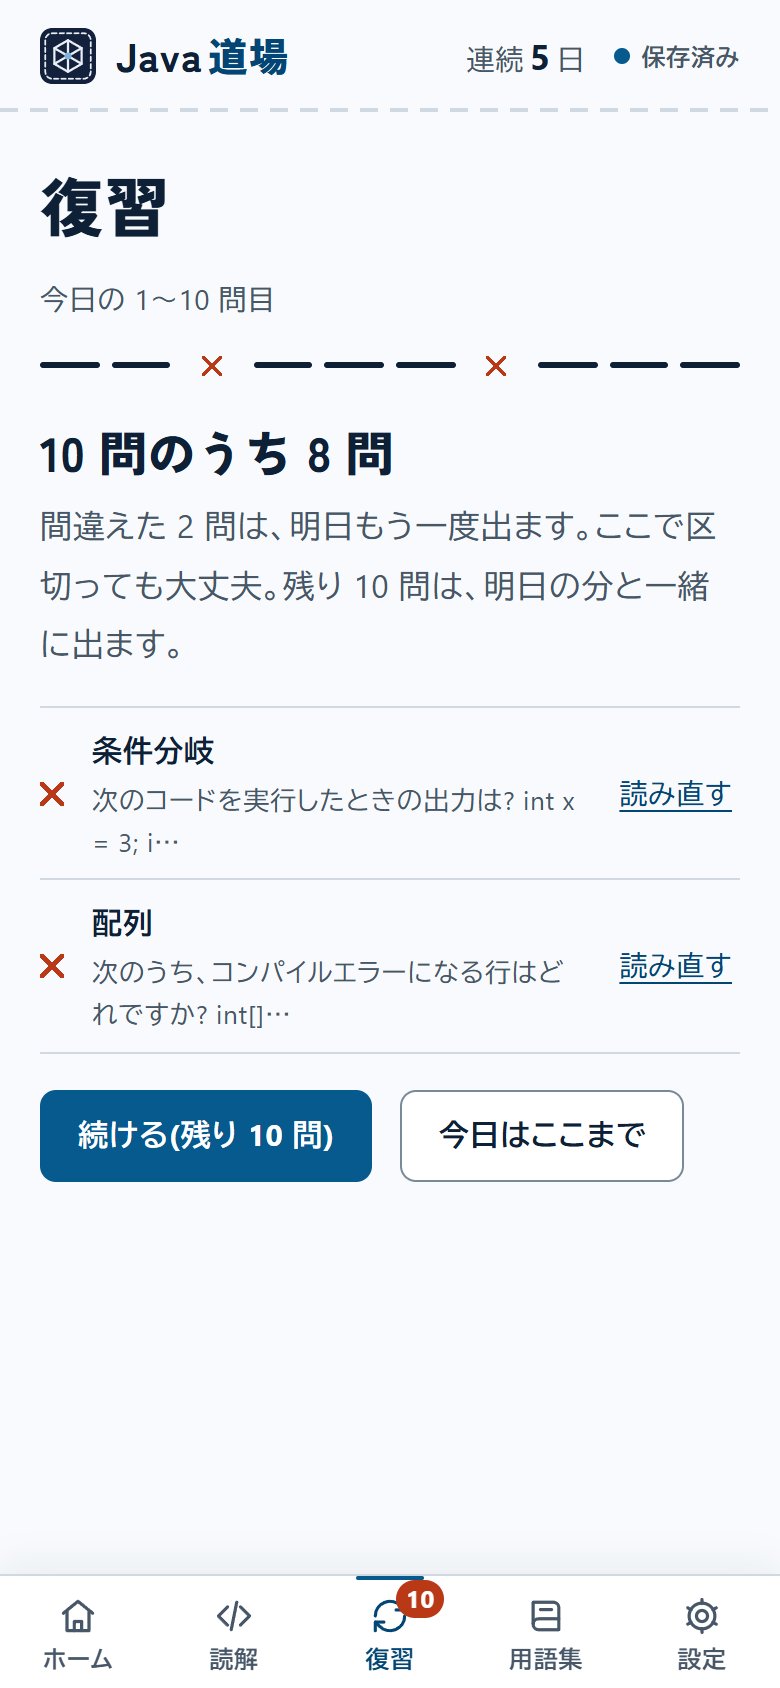 Java道場
連続 5 日
保存済み
復習
今日の 1〜10 問目
10 問のうち 8 問
間違えた 2 問は、明日もう一度出ます。ここで区
切っても大丈夫。残り 10 問は、明日の分と一緒
に出ます。
条件分岐
次のコードを実行したときの出力は? int x
= 3; i…
読み直す
配列
次のうち、コンパイルエラーになる行はど
れですか? int[]…
読み直す
続ける(残り 10 問)
今日はここまで
10
ホーム
読解
復習
用語集
設定